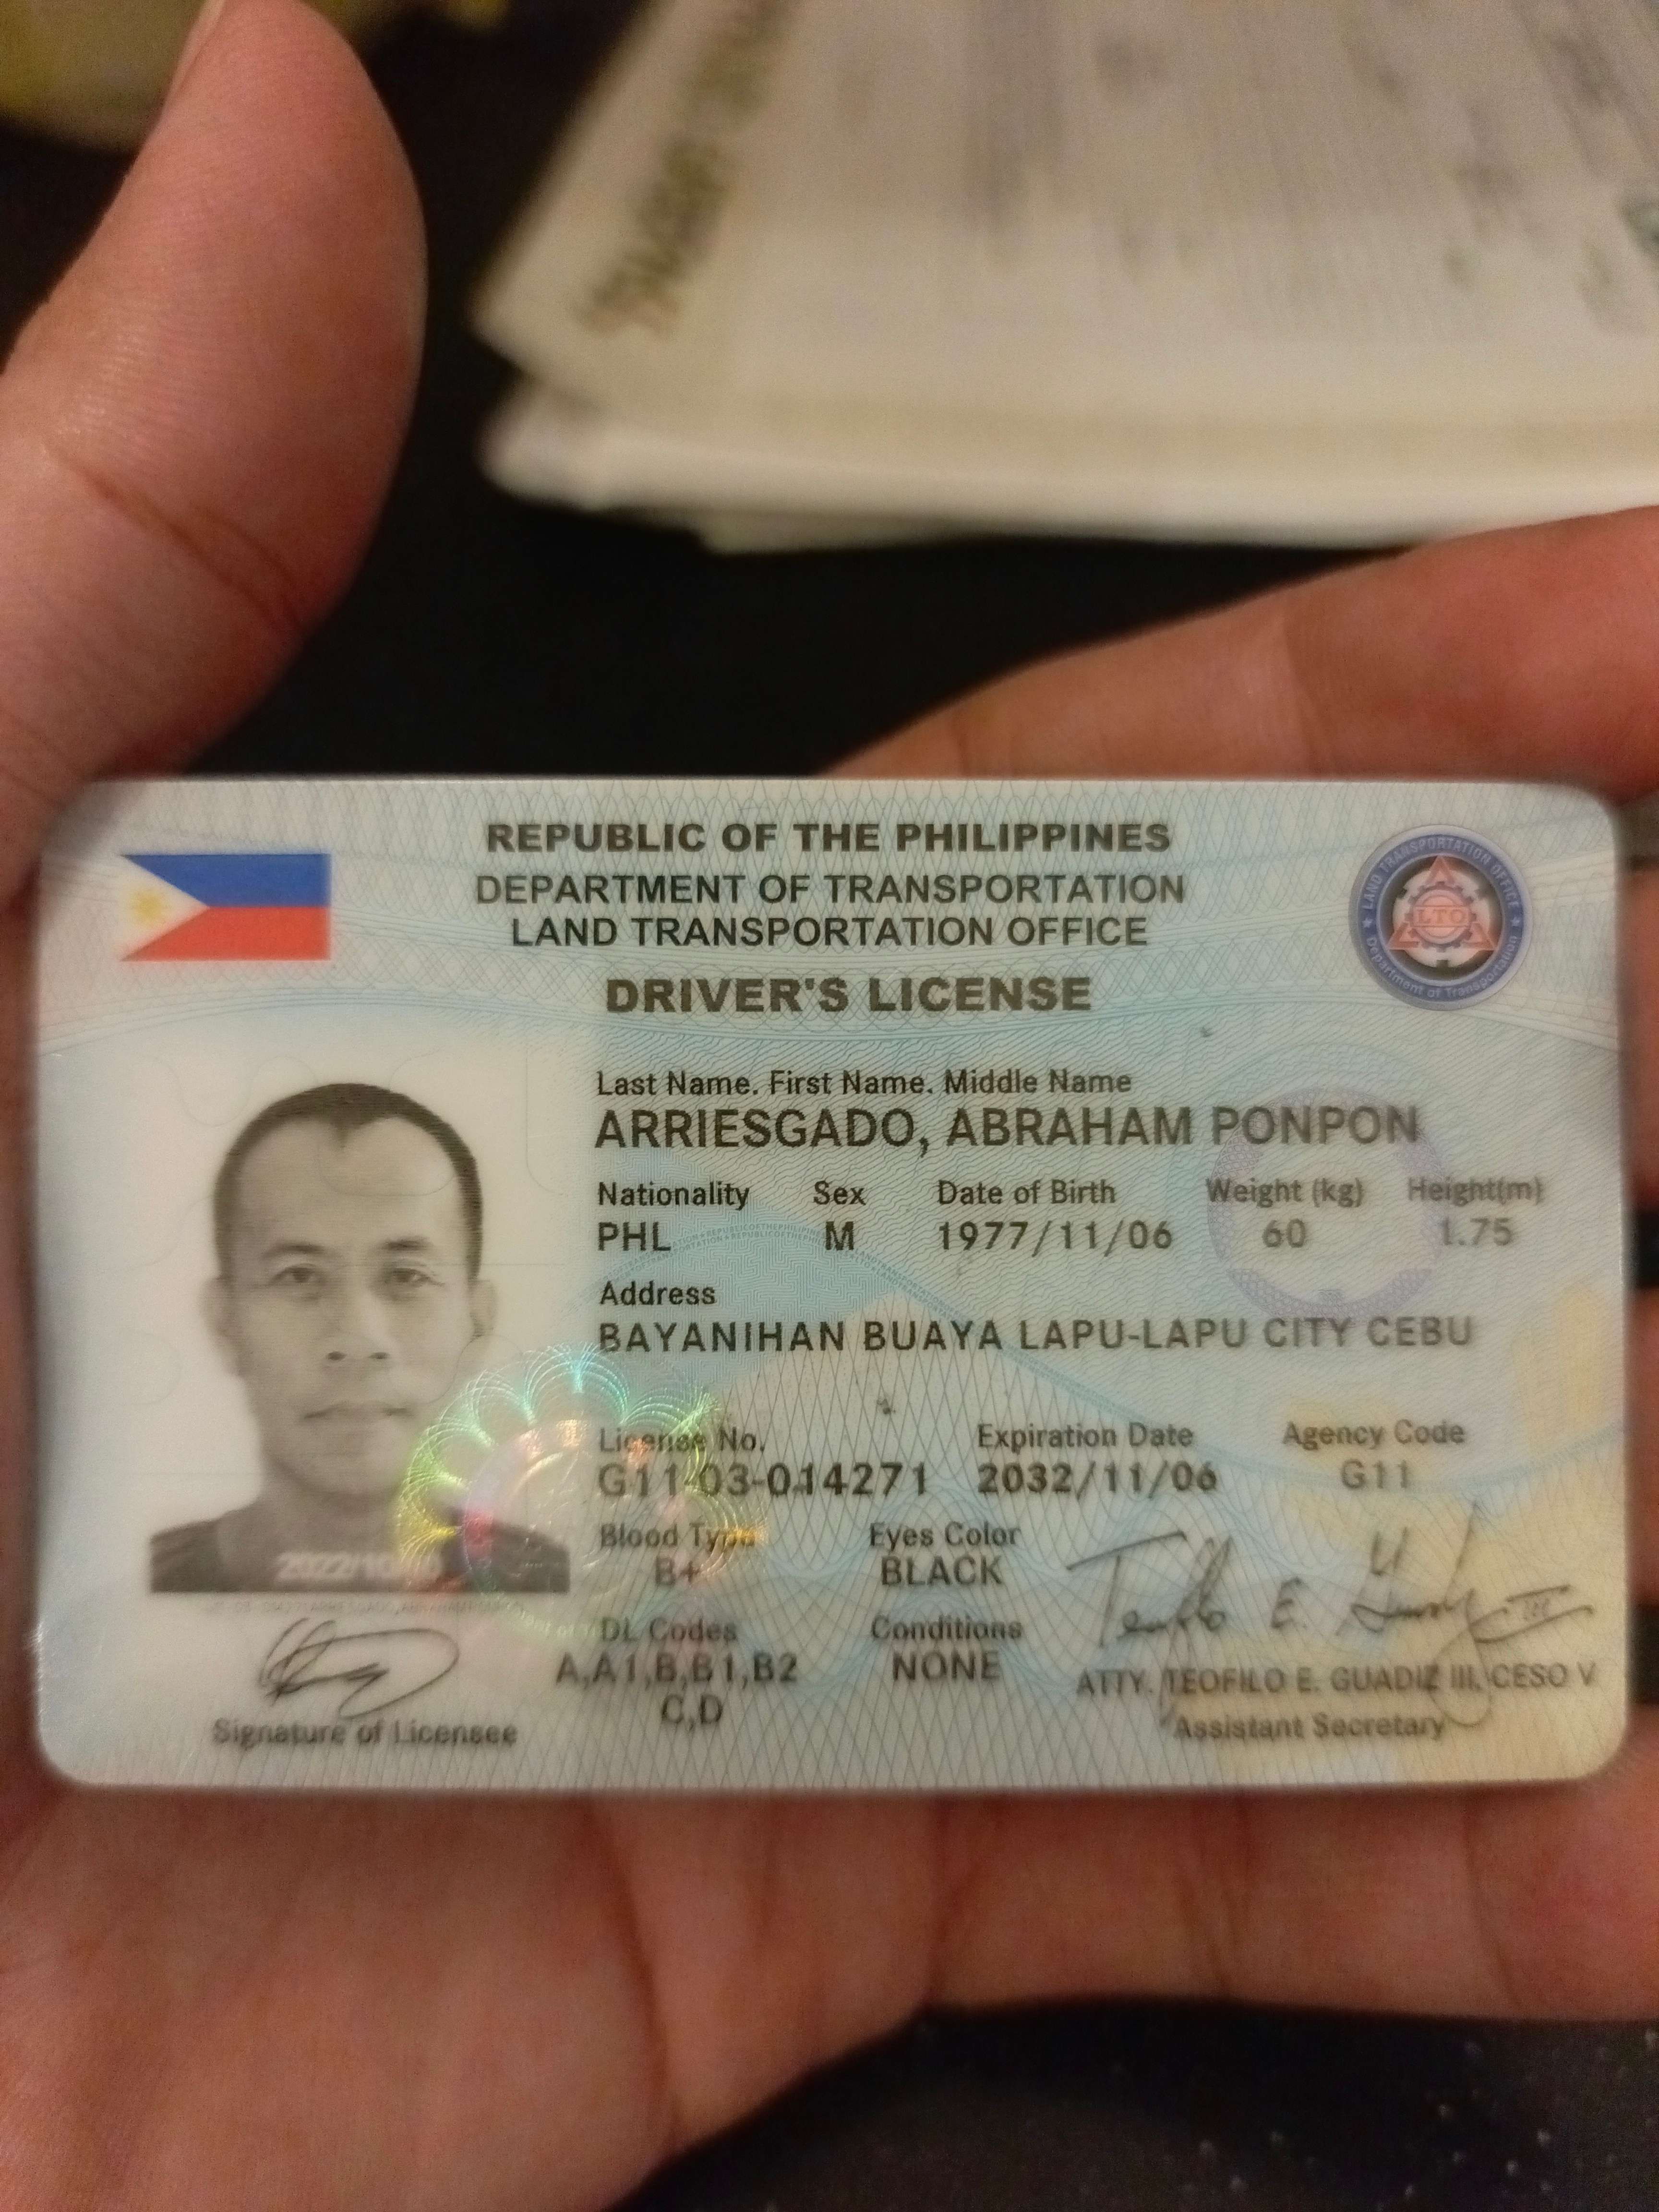 REPUBLIC OF THE PHILIPPINES
DEPARTMENT OF TRANSPORTATION
LAND TRANSPORTATION OFFICE
LAND TRANSPORTATION OFFICE
LTO
Department of Transportation
DRIVER'S LICENSE
Last Name. First Name. Middle Name
ARRIESGADO, ABRAHAM PONPON
Nationality Sex Date of Birth Weight (kg) Height(m)
PHL M 1977/11/06 60 1.75
Address
BAYANIHAN BUAYA LAPU-LAPU CITY CEBU
License No. Expiration Date Agency Code
G11-03-014271 2032/11/06 G11
Blood Type Eyes Color
B+ BLACK
DL Codes Conditions
A,A1,B,B1,B2 NONE
C,D
ATTY. TEOFILO E. GUADIZ III, CESO V
Assistant Secretary
Signature of Licensee